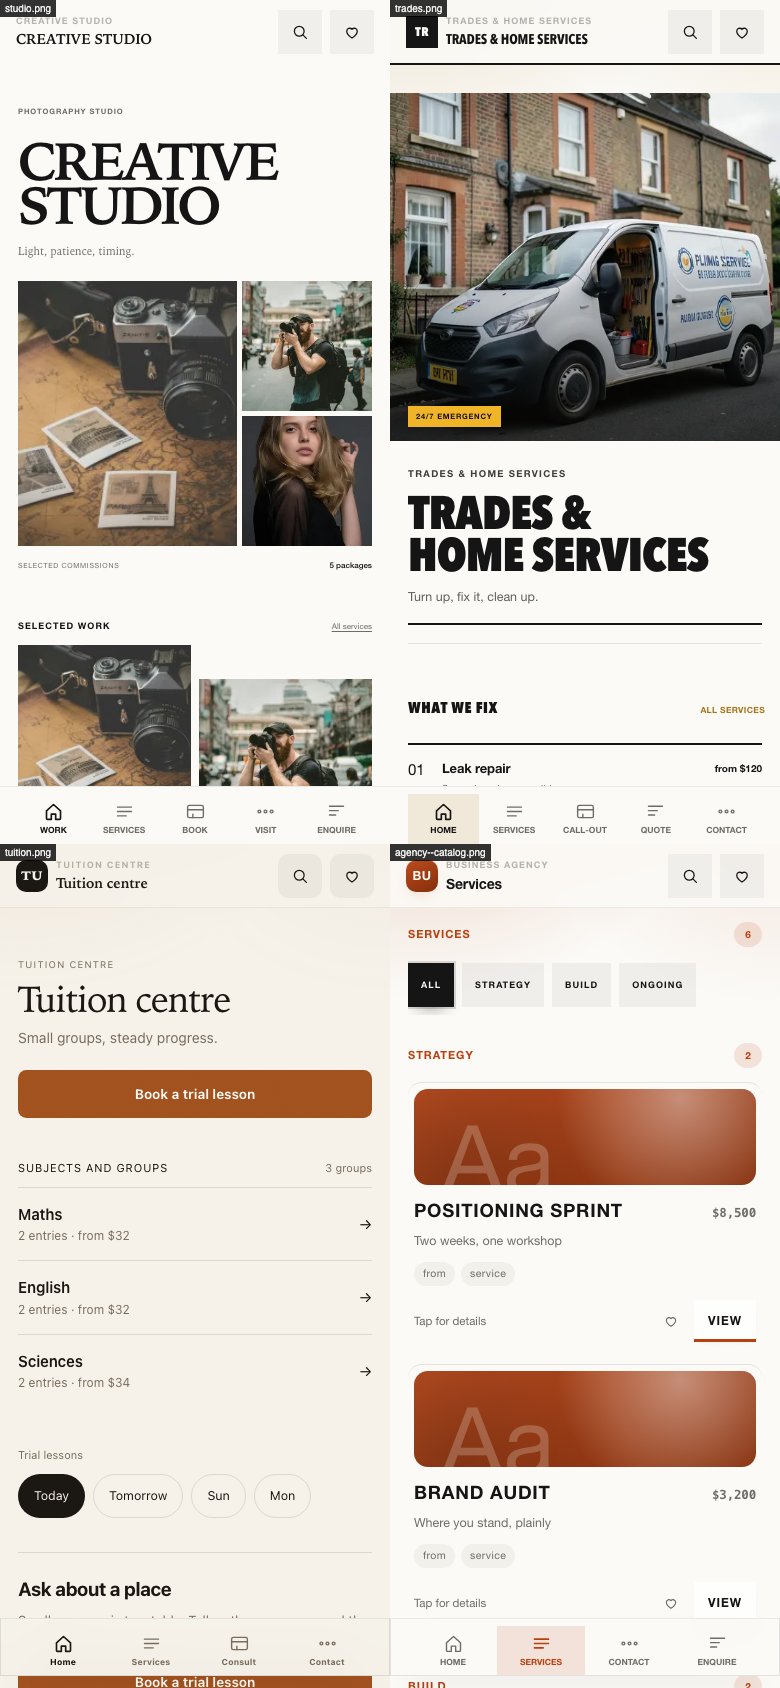 studio.png
CREATIVE STUDIO
CREATIVE STUDIO
PHOTOGRAPHY STUDIO
CREATIVE
STUDIO
Light, patience, timing.
SELECTED COMMISSIONS
5 packages
SELECTED WORK
All services
WORK
SERVICES
BOOK
VISIT
ENQUIRE
trades.png
TR
TRADES & HOME SERVICES
TRADES & HOME SERVICES
24/7 EMERGENCY
TRADES & HOME SERVICES
TRADES &
HOME SERVICES
Turn up, fix it, clean up.
WHAT WE FIX
ALL SERVICES
01
Leak repair
from $120
HOME
SERVICES
CALL-OUT
QUOTE
CONTACT
tuition.png
TU
TUITION CENTRE
Tuition centre
TUITION CENTRE
Tuition centre
Small groups, steady progress.
Book a trial lesson
SUBJECTS AND GROUPS
3 groups
Maths
2 entries · from $32
English
2 entries · from $32
Sciences
2 entries · from $34
Trial lessons
Today
Tomorrow
Sun
Mon
Ask about a place
Home
Services
Consult
Contact
Book a trial lesson
agency--catalog.png
BU
BUSINESS AGENCY
Services
SERVICES
6
ALL
STRATEGY
BUILD
ONGOING
STRATEGY
2
Aa
POSITIONING SPRINT
$8,500
Two weeks, one workshop
from
service
Tap for details
VIEW
Aa
BRAND AUDIT
$3,200
Where you stand, plainly
from
service
Tap for details
VIEW
HOME
SERVICES
CONTACT
ENQUIRE
BUILD
2